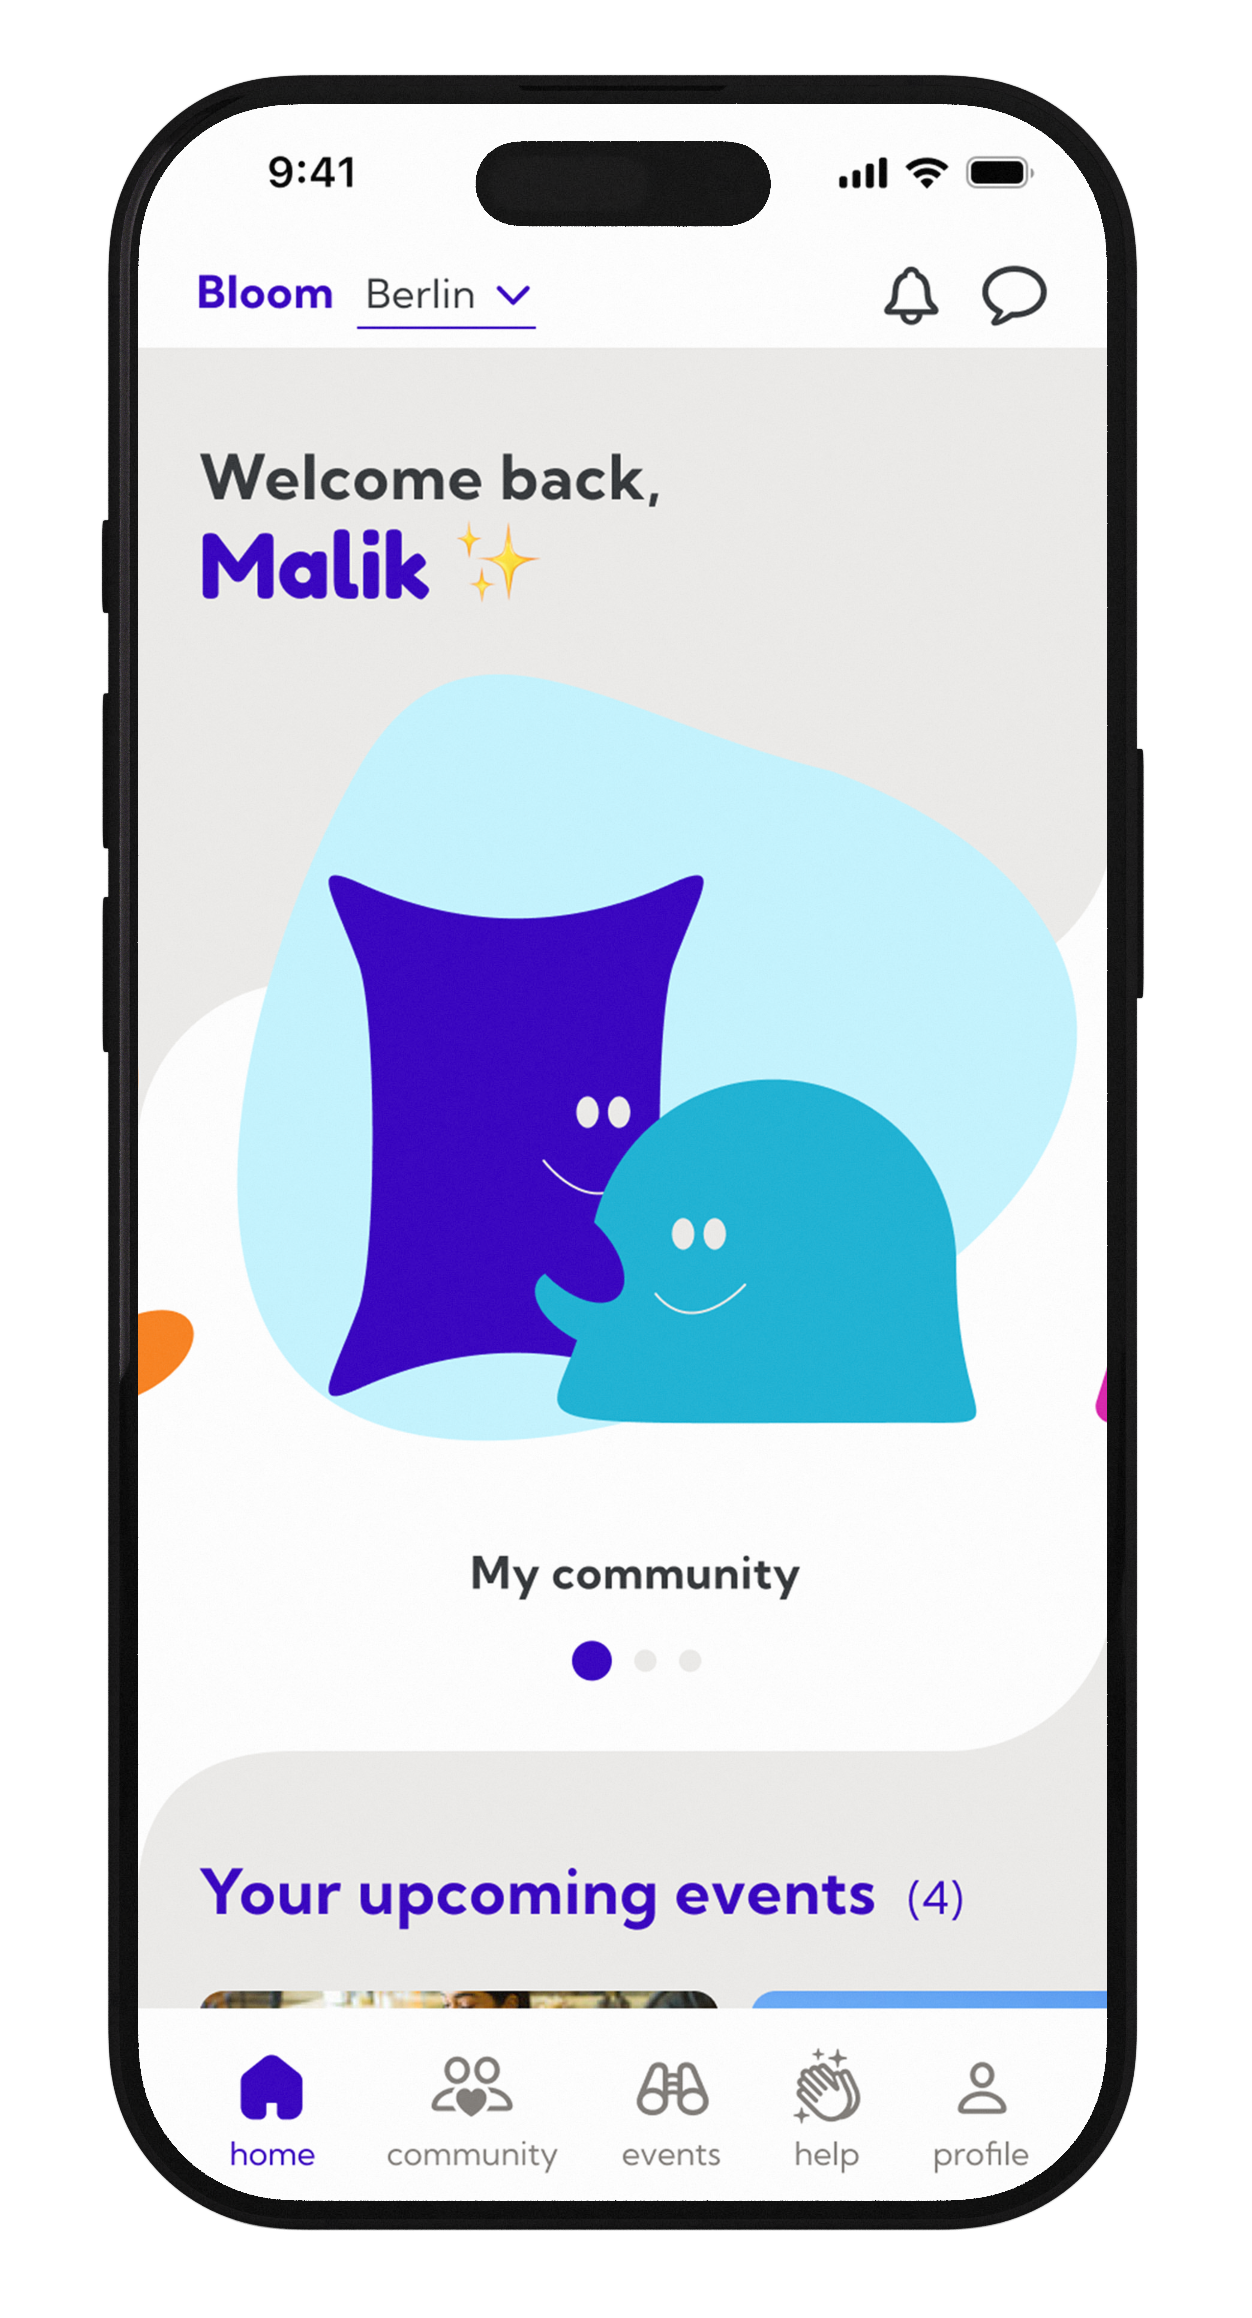 9:41
Bloom Berlin
Welcome back,
Malik ✨
My community
Your upcoming events (4)
home community events help profile